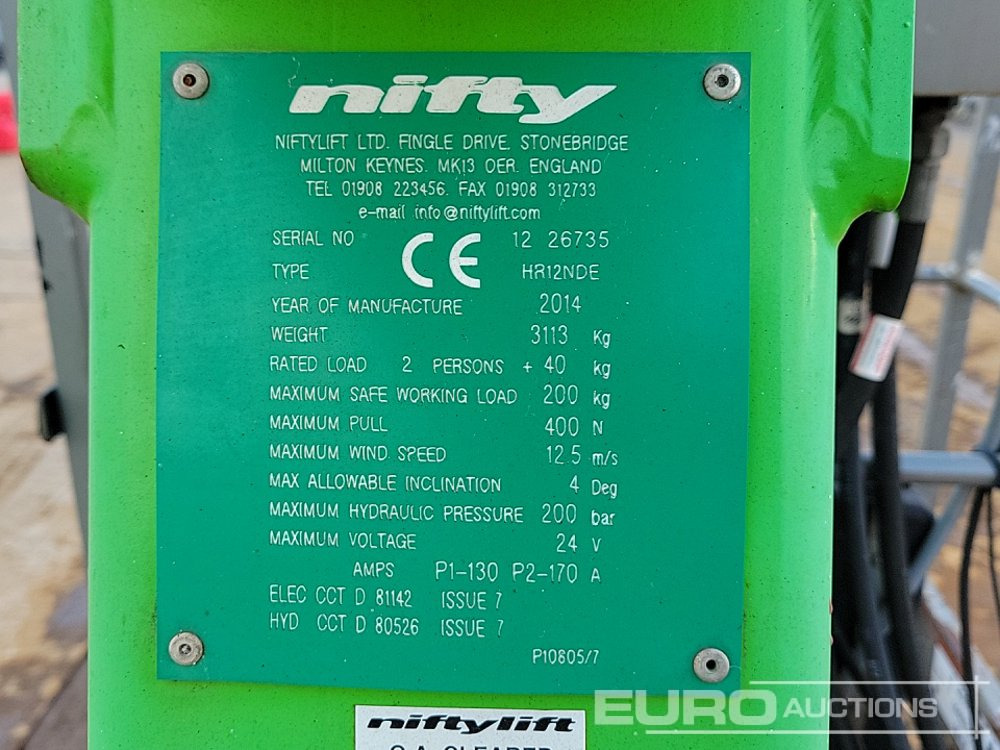 nifty
NIFTYLIFT LTD. FINGLE DRIVE. STONEBRIDGE
MILTON KEYNES. MK13 OER. ENGLAND
TEL 01908 223456. FAX 01908 312733
e-mail info@niftylift.com
SERIAL NO CE 12 26735
TYPE HR12NDE
YEAR OF MANUFACTURE 2014
WEIGHT 3113 Kg
RATED LOAD 2 PERSONS + 40 kg
MAXIMUM SAFE WORKING LOAD 200 kg
MAXIMUM PULL 400 N
MAXIMUM WIND SPEED 12.5 m/s
MAX ALLOWABLE INCLINATION 4 Deg
MAXIMUM HYDRAULIC PRESSURE 200 bar
MAXIMUM VOLTAGE 24 V
AMPS P1-130 P2-170 A
ELEC CCT D 81142 ISSUE 7
HYD CCT D 80526 ISSUE 7
P10805/7
niftylift
EURO AUCTIONS